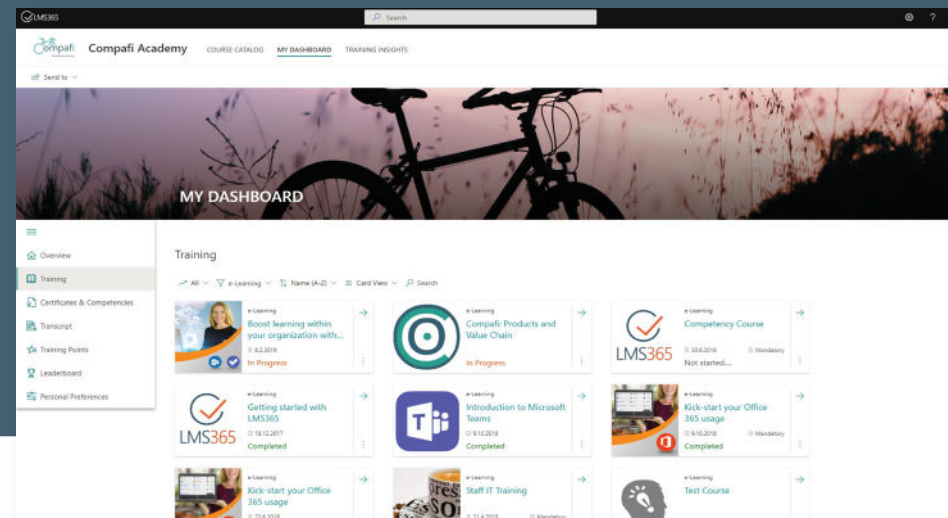 LMS365
Search
?
Compafi
Compafi Academy
COURSE CATALOG
MY DASHBOARD
TRAINING INSIGHTS
Send to
MY DASHBOARD
Overview
Training
Certificates & Competencies
Transcript
Training Points
Leaderboard
Personal Preferences
Training
All
e-Learning
Name (A-Z)
Card View
Search
e-Learning
Boost learning within
your organization with...
8.2.2019
In Progress
e-Learning
Compafi: Products and
Value Chain
In Progress
LMS365
e-Learning
Competency Course
30.6.2018
Mandatory
Not started...
LMS365
e-Learning
Getting started with
LMS365
18.12.2017
Completed
e-Learning
Introduction to Microsoft
Teams
9.10.2018
Completed
e-Learning
Kick-start your Office
365 usage
9.10.2018
Mandatory
Completed
e-Learning
Kick-start your Office
365 usage
e-Learning
Staff IT Training
21.4.2018
Mandatory
e-Learning
Test Course